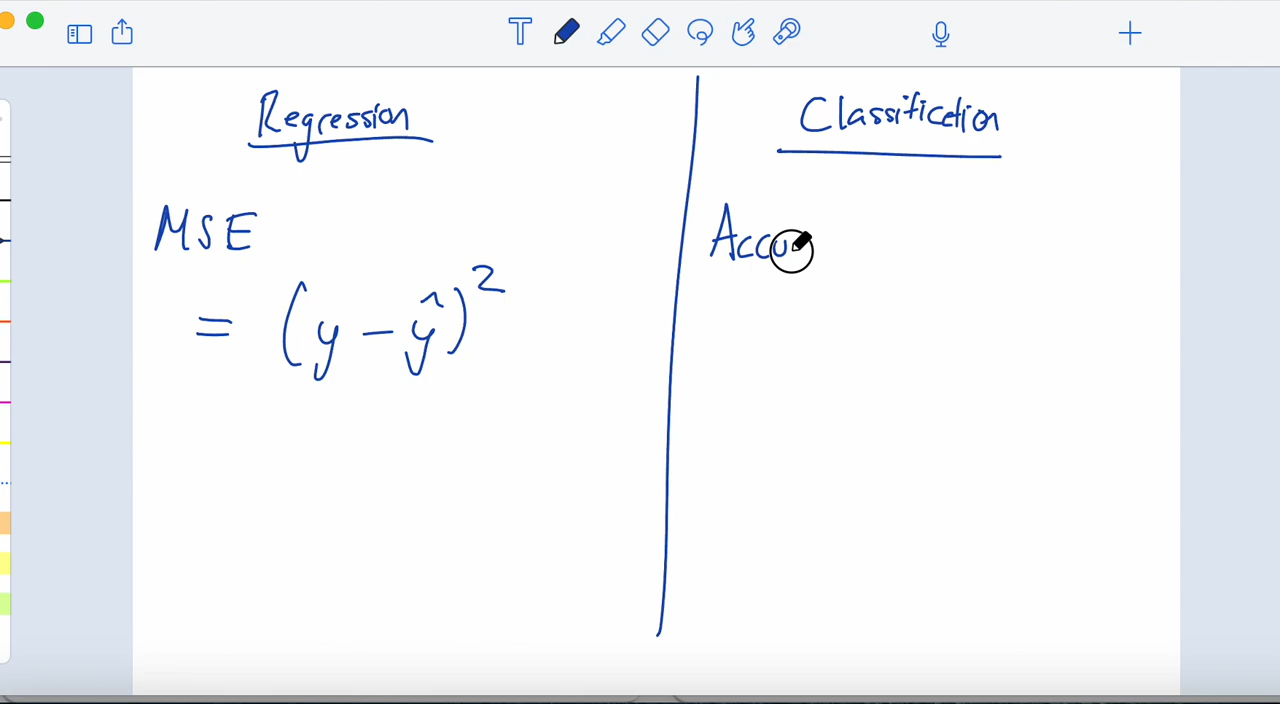 Regression
Classification
MSE
= (y - ŷ)²
Accu